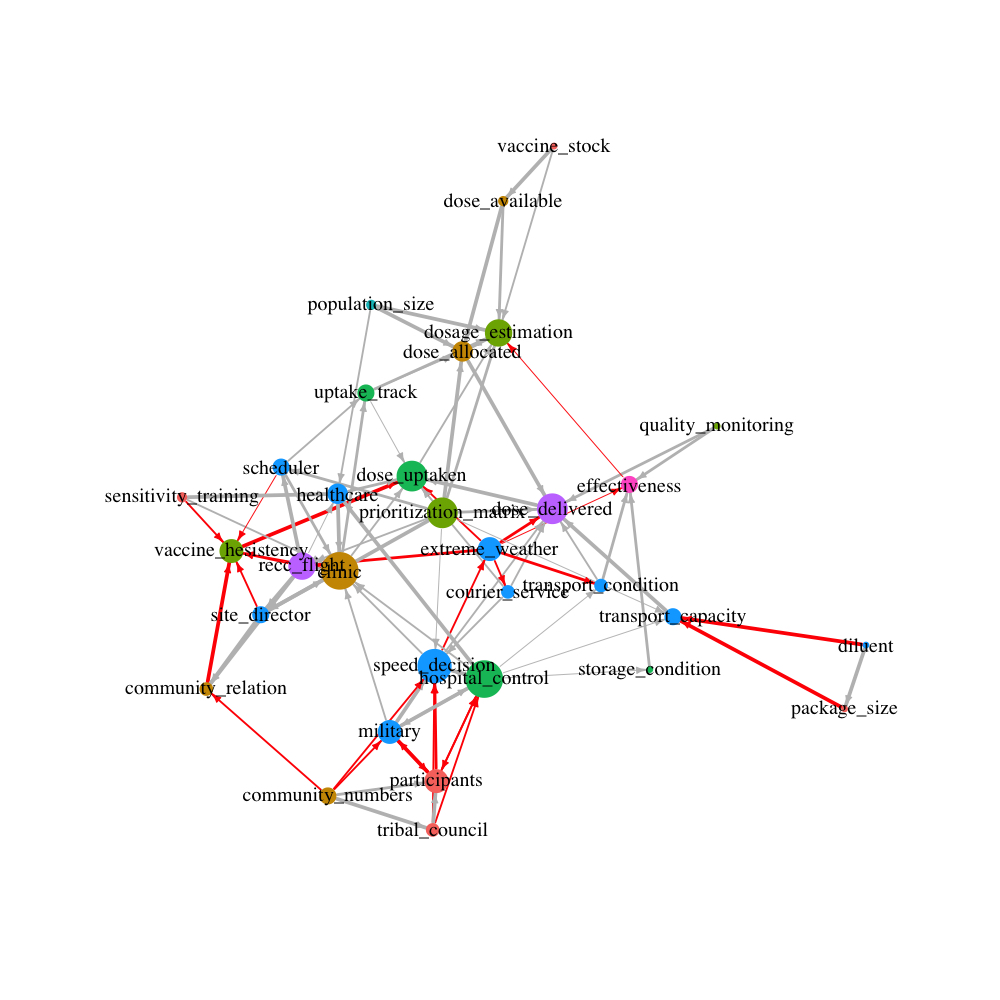 vaccine_stock
dose_available
population_size
dosage_estimation
dose_allocated
uptake_track
quality_monitoring
scheduler
dose_uptaken
effectiveness
sensitivity_training
healthcare
prioritization_matrix
dose_delivered
vaccine_hesistency
extreme_weather
recc_flight
clinic
transport_condition
courier_service
site_director
transport_capacity
diluent
speed_decision
storage_condition
hospital_control
community_relation
package_size
military
participants
community_numbers
tribal_council